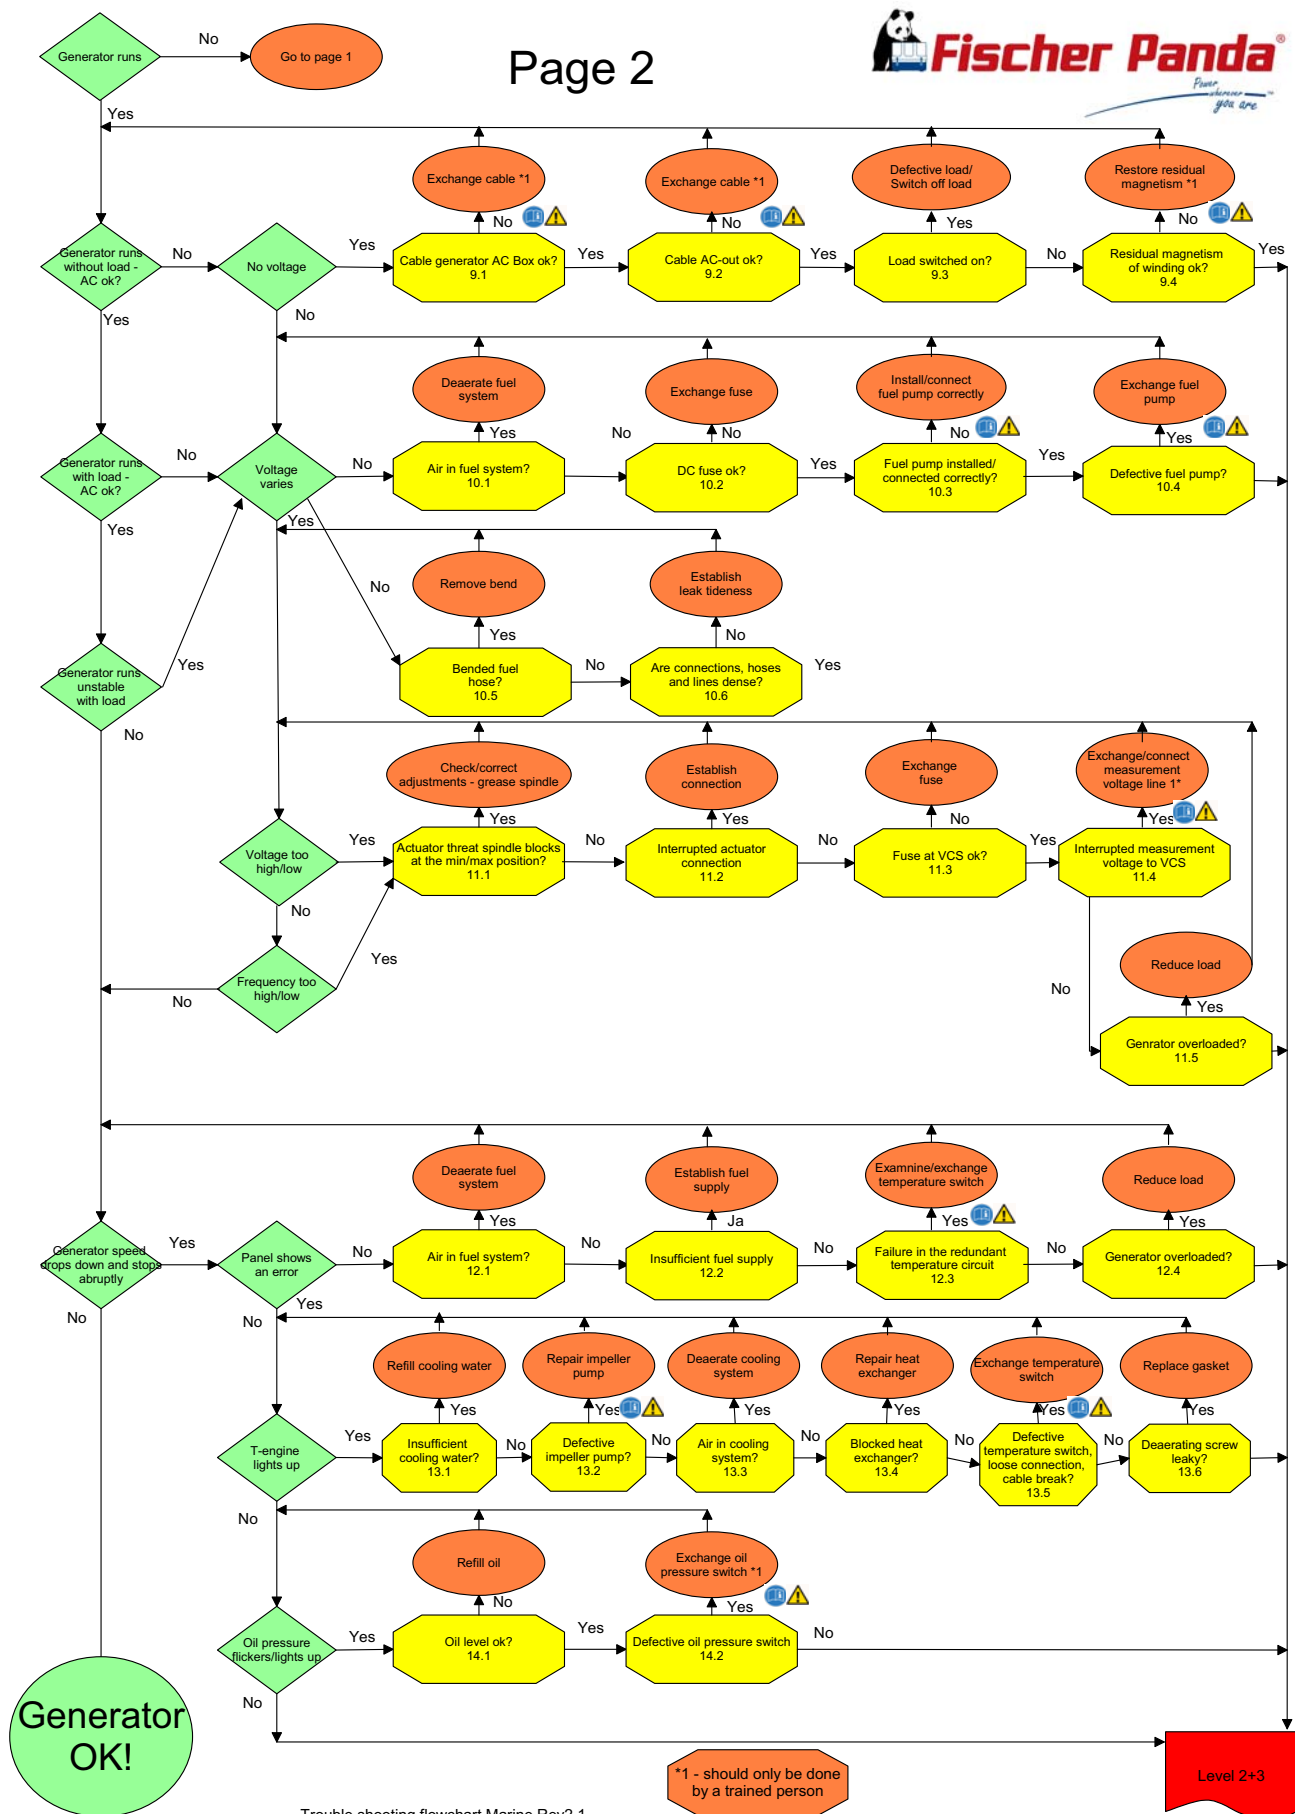 Page 2
Fischer Panda®
Power
wherever
you are
Generator runs
No
Go to page 1
Yes
Exchange cable *1
Exchange cable *1
Defective load/
Switch off load
Restore residual
magnetism *1
No
No
Yes
No
Generator runs
without load -
AC ok?
No
No voltage
Yes
Cable generator AC Box ok?
9.1
Yes
Cable AC-out ok?
9.2
Yes
Load switched on?
9.3
No
Residual magnetism
of winding ok?
9.4
Yes
Yes
No
Deaerate fuel
system
Exchange fuse
Install/connect
fuel pump correctly
Exchange fuel
pump
Yes
No
No
No
Yes
Generator runs
with load -
AC ok?
No
Voltage
varies
No
Air in fuel system?
10.1
DC fuse ok?
10.2
Yes
Fuel pump installed/
connected correctly?
10.3
Yes
Defective fuel pump?
10.4
Yes
Yes
No
Remove bend
Establish
leak tideness
Yes
No
Generator runs
unstable
with load
Yes
Bended fuel
hose?
10.5
No
Are connections, hoses
and lines dense?
10.6
Yes
No
Check/correct
adjustments - grease spindle
Establish
connection
Exchange
fuse
Exchange/connect
measurement
voltage line 1*
Yes
Yes
No
Yes
Voltage too
high/low
Yes
Actuator threat spindle blocks
at the min/max position?
11.1
No
Interrupted actuator
connection
11.2
No
Fuse at VCS ok?
11.3
Yes
Interrupted measurement
voltage to VCS
11.4
No
Frequency too
high/low
Yes
No
Reduce load
No
Yes
Genrator overloaded?
11.5
Deaerate fuel
system
Establish fuel
supply
Examnine/exchange
temperature switch
Reduce load
Yes
Ja
Yes
Yes
Generator speed
drops down and stops
abruptly
Yes
Panel shows
an error
No
Air in fuel system?
12.1
No
Insufficient fuel supply
12.2
No
Failure in the redundant
temperature circuit
12.3
No
Generator overloaded?
12.4
No
Yes
No
Refill cooling water
Repair impeller
pump
Deaerate cooling
system
Repair heat
exchanger
Exchange temperature
switch
Replace gasket
Yes
Yes
Yes
Yes
Yes
Yes
T-engine
lights up
Yes
Insufficient
cooling water?
13.1
No
Defective
impeller pump?
13.2
No
Air in cooling
system?
13.3
No
Blocked heat
exchanger?
13.4
No
Defective
temperature switch,
loose connection,
cable break?
13.5
No
Deaerating screw
leaky?
13.6
No
Refill oil
Exchange oil
pressure switch *1
No
Yes
Oil pressure
flickers/lights up
Yes
Oil level ok?
14.1
Yes
Defective oil pressure switch
14.2
No
No
Generator
OK!
*1 - should only be done
by a trained person
Level 2+3
Trouble shooting flowchart Marine Rev2.1